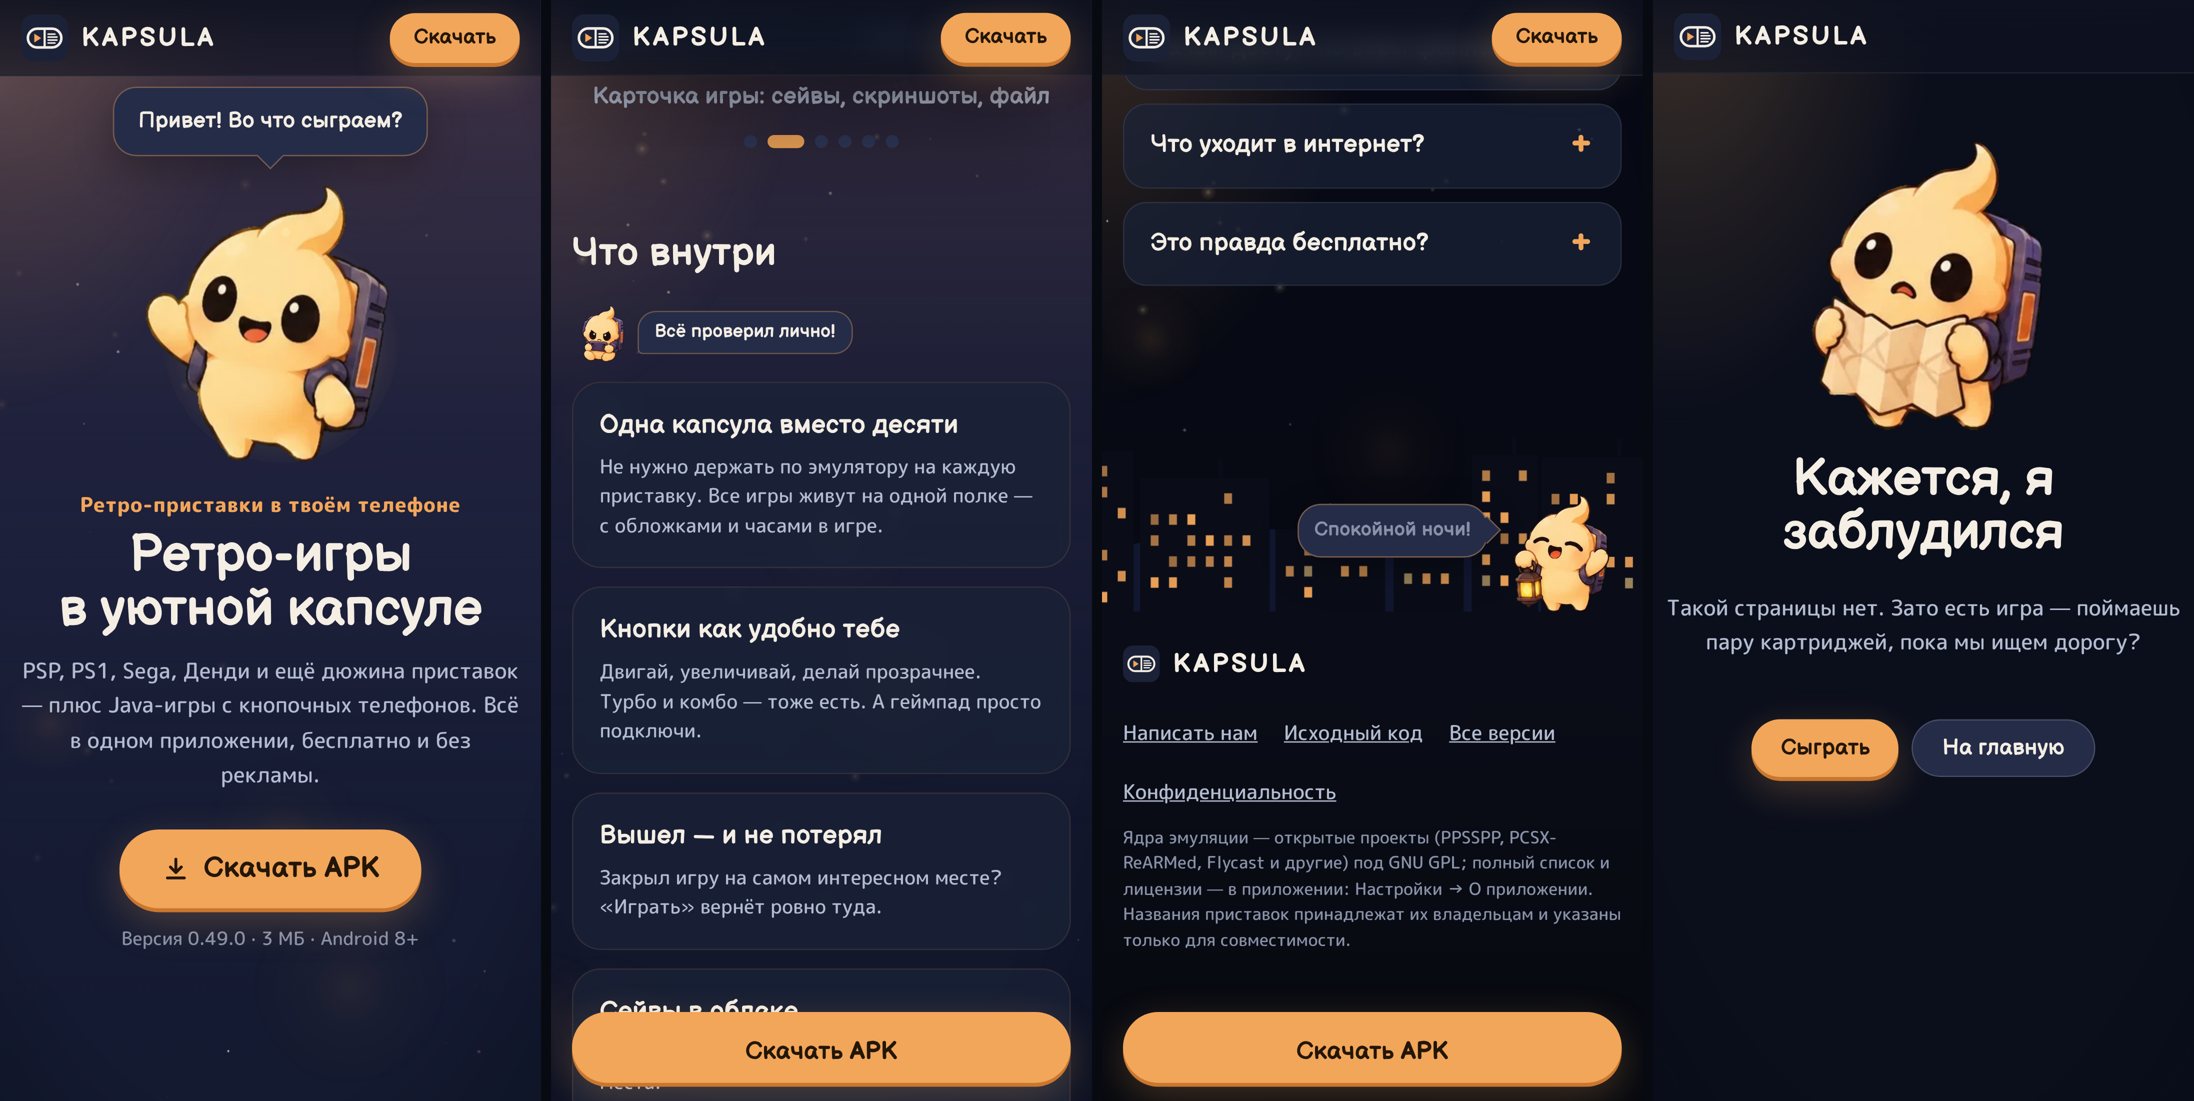 KAPSULA
Скачать
Привет! Во что сыграем?
Ретро-приставки в твоём телефоне
Ретро-игры
в уютной капсуле
PSP, PS1, Sega, Денди и ещё дюжина приставок
— плюс Java-игры с кнопочных телефонов. Всё
в одном приложении, бесплатно и без
рекламы.
Скачать APK
Версия 0.49.0 · 3 МБ · Android 8+
KAPSULA
Скачать
Карточка игры: сейвы, скриншоты, файл
Что внутри
Всё проверил лично!
Одна капсула вместо десяти
Не нужно держать по эмулятору на каждую
приставку. Все игры живут на одной полке —
с обложками и часами в игре.
Кнопки как удобно тебе
Двигай, увеличивай, делай прозрачнее.
Турбо и комбо — тоже есть. А геймпад просто
подключи.
Вышел — и не потерял
Закрыл игру на самом интересном месте?
«Играть» вернёт ровно туда.
Сейвы в облаке
Скачать APK
KAPSULA
Скачать
Что уходит в интернет?
Это правда бесплатно?
Спокойной ночи!
KAPSULA
Написать нам Исходный код Все версии
Конфиденциальность
Ядра эмуляции — открытые проекты (PPSSPP, PCSX-
ReARMed, Flycast и другие) под GNU GPL; полный список и
лицензии — в приложении: Настройки → О приложении.
Названия приставок принадлежат их владельцам и указаны
только для совместимости.
Скачать APK
KAPSULA
Кажется, я
заблудился
Такой страницы нет. Зато есть игра — поймаешь
пару картриджей, пока мы ищем дорогу?
Сыграть
На главную